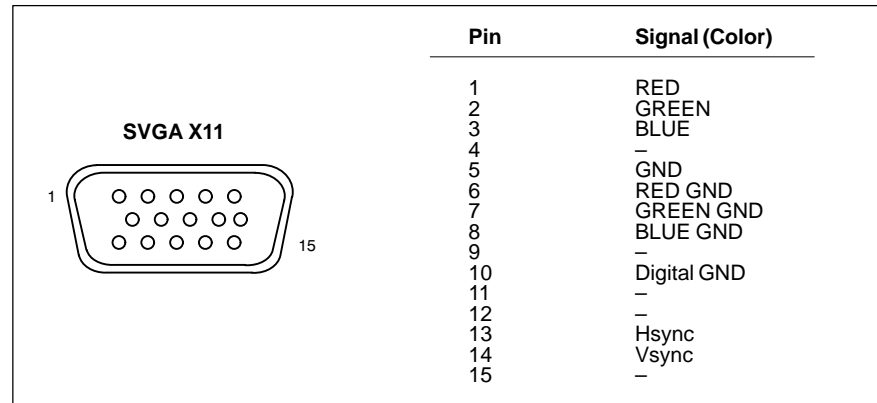 SVGA X11
1
15
Pin Signal (Color)
1 RED
2 GREEN
3 BLUE
4 –
5 GND
6 RED GND
7 GREEN GND
8 BLUE GND
9 –
10 Digital GND
11 –
12 –
13 Hsync
14 Vsync
15 –